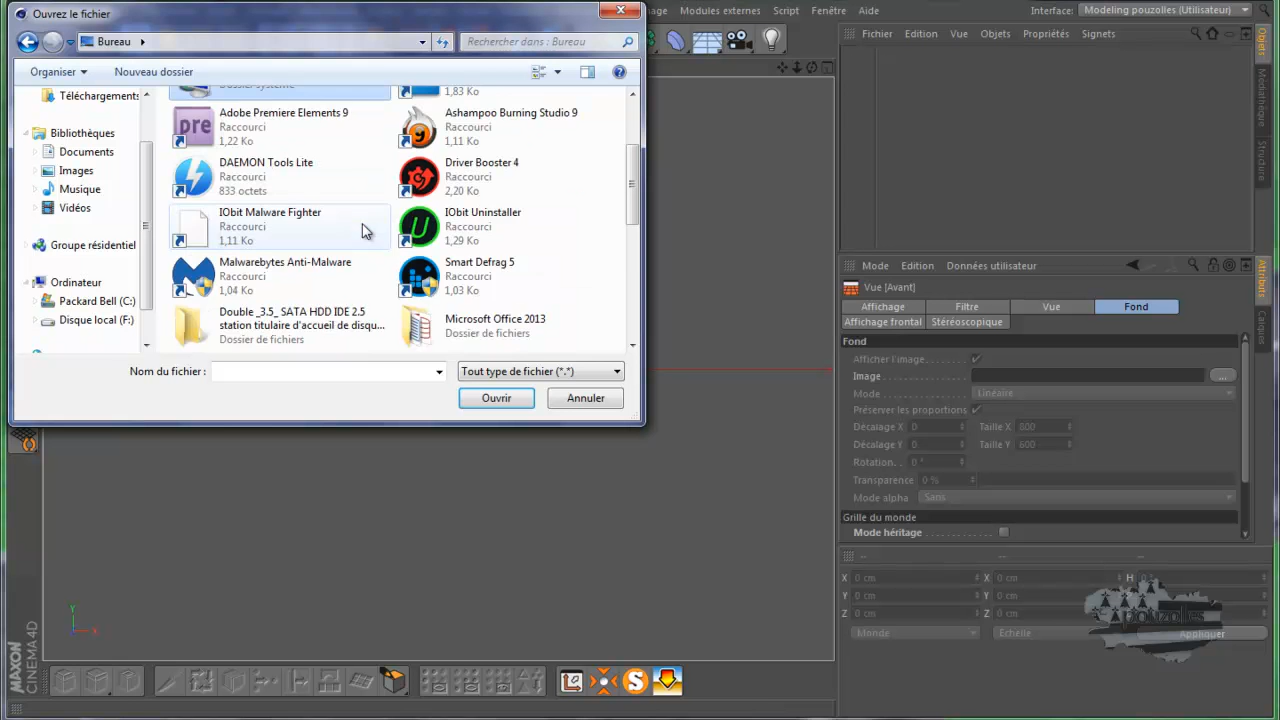 Ouvrez le fichier
Bureau
Rechercher dans : Bureau
Organiser
Nouveau dossier
Téléchargements
Bibliothèques
Documents
Images
Musique
Vidéos
Groupe résidentiel
Ordinateur
Packard Bell (C:)
Disque local (F:)
Dossier système
1,83 Ko
Adobe Premiere Elements 9
Raccourci
1,22 Ko
Ashampoo Burning Studio 9
Raccourci
1,11 Ko
DAEMON Tools Lite
Raccourci
833 octets
Driver Booster 4
Raccourci
2,20 Ko
IObit Malware Fighter
Raccourci
1,11 Ko
IObit Uninstaller
Raccourci
1,29 Ko
Malwarebytes Anti-Malware
Raccourci
1,04 Ko
Smart Defrag 5
Raccourci
1,03 Ko
Double _3.5_ SATA HDD IDE 2.5
station titulaire d'accueil de disqu...
Dossier de fichiers
Microsoft Office 2013
Dossier de fichiers
Nom du fichier :
Tout type de fichier (*.*)
Ouvrir
Annuler
Modules externes
Script
Fenêtre
Aide
Interface:
Modeling pouzolles (Utilisateur)
Fichier
Edition
Vue
Objets
Propriétés
Signets
Objets
Médiathèque
Structure
Mode
Edition
Données utilisateur
Vue [Avant]
Affichage
Filtre
Vue
Fond
Affichage frontal
Stéréoscopique
Attributs
Calques
Fond
Afficher l'image
Image
...
Mode
Linéaire
Préserver les proportions
Décalage X
0
Taille X
800
Décalage Y
0
Taille Y
600
Rotation. .
0 °
Transparence
0 %
Mode alpha
Sans
Grille du monde
Mode héritage
X
0 cm
X
0 cm
H
Y
0 cm
Y
0 cm
Z
0 cm
Z
0 cm
Monde
Echelle
Appliquer
pouzolles
Y
X
MAXON
CINEMA 4D